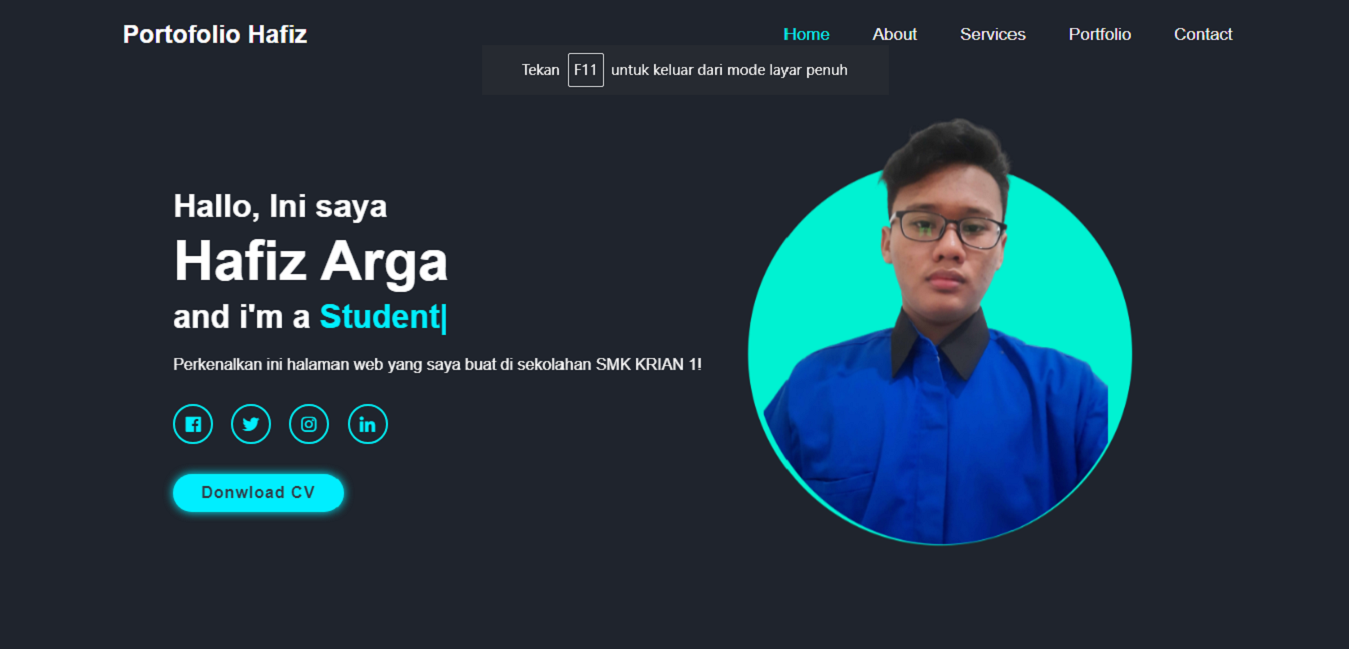 Portofolio Hafiz
Home About Services Portfolio Contact
Tekan F11 untuk keluar dari mode layar penuh
Hallo, Ini saya
Hafiz Arga
and i'm a Student|
Perkenalkan ini halaman web yang saya buat di sekolahan SMK KRIAN 1!
Donwload CV